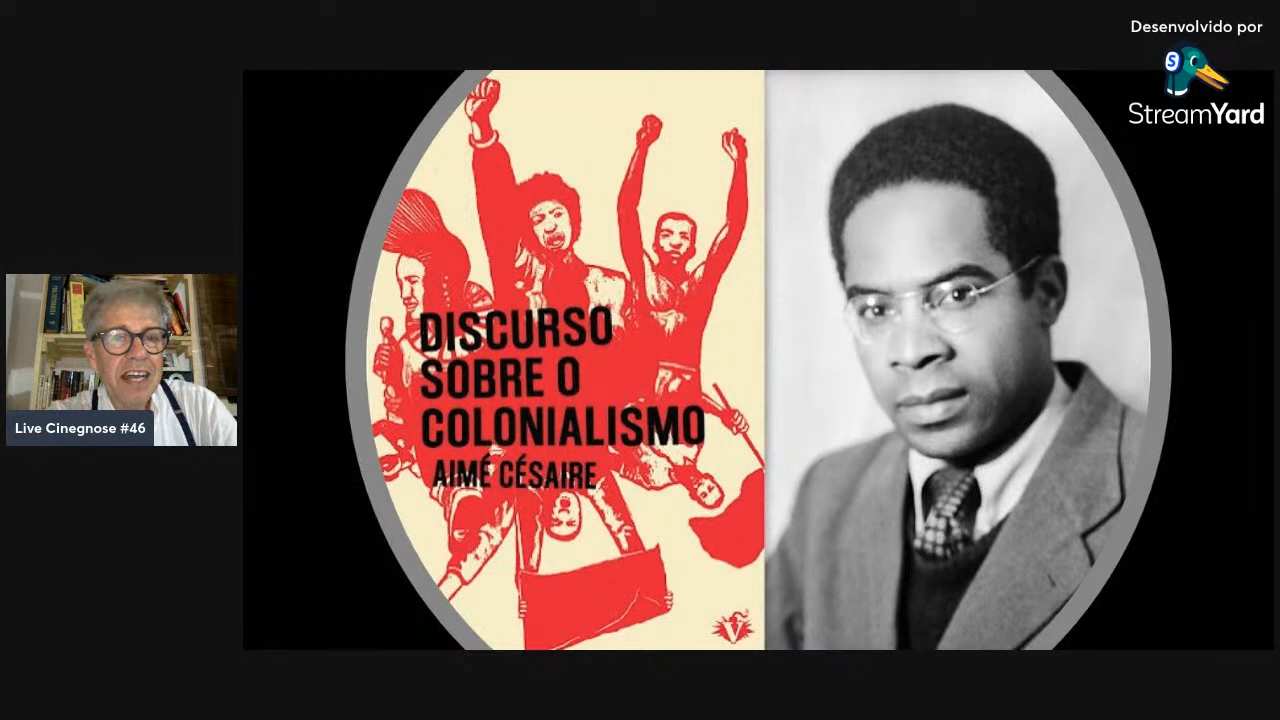 Desenvolvido por
S
StreamYard
DISCURSO
SOBRE O
COLONIALISMO
AIMÉ CÉSAIRE
V
Live Cinegnose #46